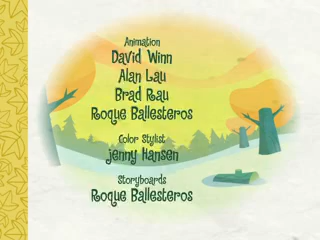 Animation
David Winn
Alan Lau
Brad Rau
Roque Ballesteros
Color Stylist
jenny Hansen
Storyboards
Roque Ballesteros